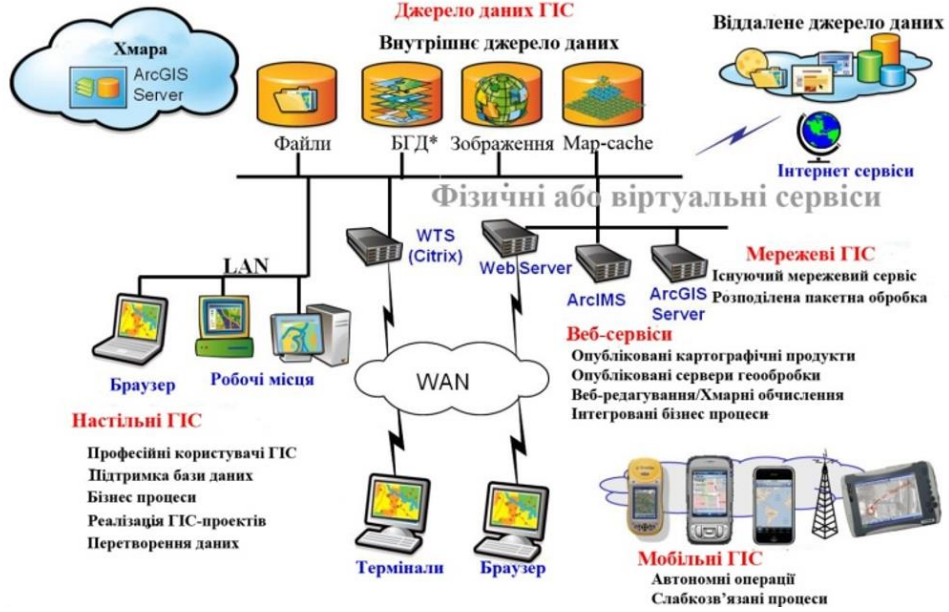 Джерело даних ГІС
Хмара
ArcGIS
Server
Внутрішнє джерело даних
Віддалене джерело даних
Файли
БГД*
Зображення
Map-cache
Інтернет сервіси
Фізичні або віртуальні сервіси
WTS
(Citrix)
Web Server
ArcIMS
ArcGIS
Server
Мережеві ГІС
Існуючий мережевий сервіс
Розподілена пакетна обробка
LAN
Браузер
Робочі місця
WAN
Веб-сервіси
Опубліковані картографічні продукти
Опубліковані сервери геообробки
Веб-редагування/Хмарні обчислення
Інтегровані бізнес процеси
Настільні ГІС
Професійні користувачі ГІС
Підтримка бази даних
Бізнес процеси
Реалізація ГІС-проектів
Перетворення даних
Термінали
Браузер
Мобільні ГІС
Автономні операції
Слабкозв'язані процеси